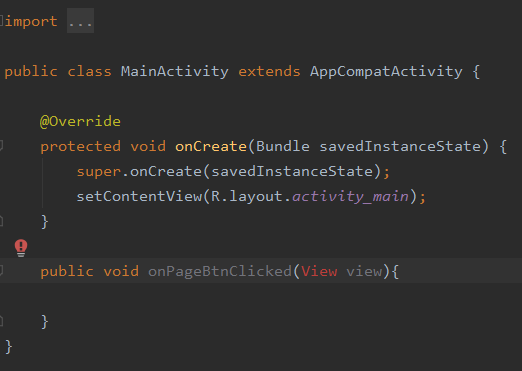 import ...
public class MainActivity extends AppCompatActivity {
@Override
protected void onCreate(Bundle savedInstanceState) {
super.onCreate(savedInstanceState);
setContentView(R.layout.activity_main);
}
public void onPageBtnClicked(View view){
}
}